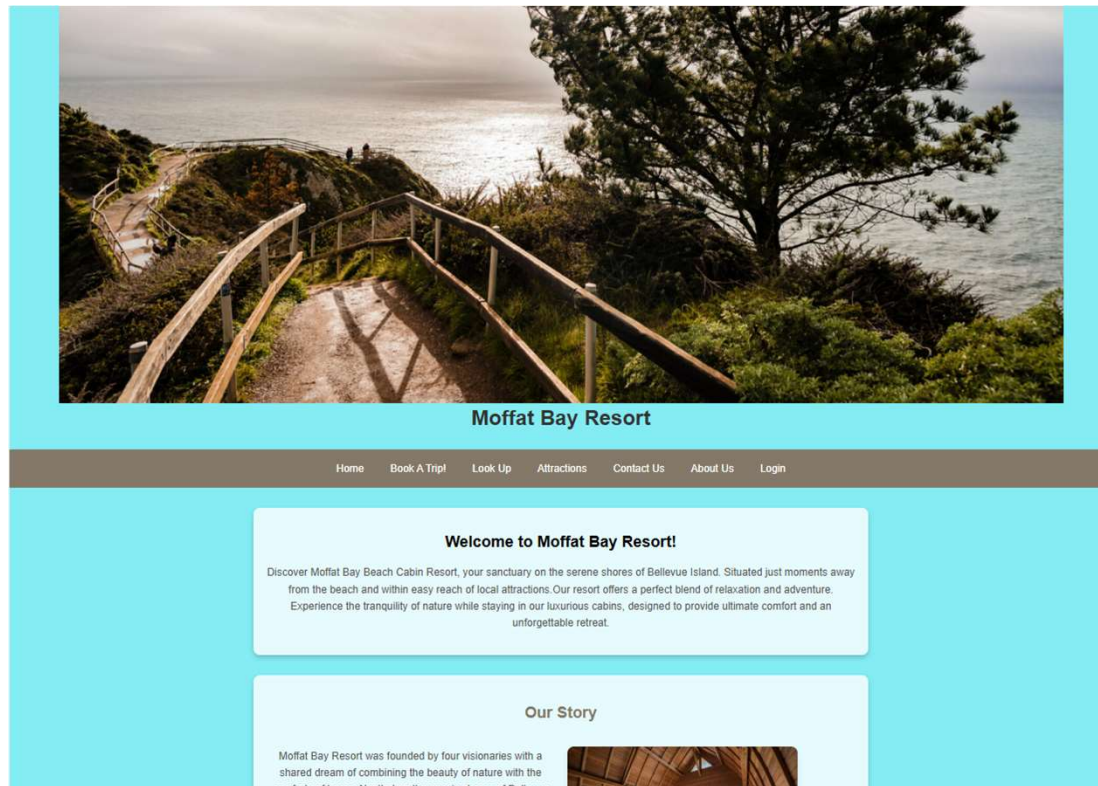 Moffat Bay Resort
Home Book A Trip! Look Up Attractions Contact Us About Us Login
Welcome to Moffat Bay Resort!
Discover Moffat Bay Beach Cabin Resort, your sanctuary on the serene shores of Bellevue Island. Situated just moments away
from the beach and within easy reach of local attractions.Our resort offers a perfect blend of relaxation and adventure.
Experience the tranquility of nature while staying in our luxurious cabins, designed to provide ultimate comfort and an
unforgettable retreat.
Our Story
Moffat Bay Resort was founded by four visionaries with a
shared dream of combining the beauty of nature with the